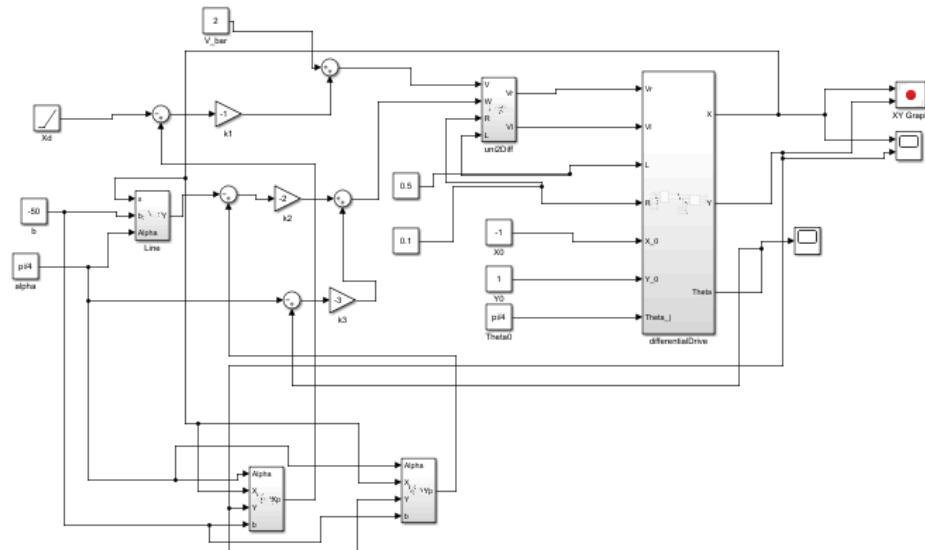 2
V_bar
Xd
-1
k1
V
W
R
L
Vr
Vl
uni2Diff
Vr
Vl
L
R
X_0
Y_0
Theta_i
X
Y
Theta
differentialDrive
XY Graph
-50
b
a
b
Y
Alpha
Line
-2
k2
0.5
0.1
pi/4
alpha
-3
k3
-1
X0
1
Y0
pi/4
Theta0
Alpha
X
Y
b
Xp
Alpha
X
Y
b
Yp